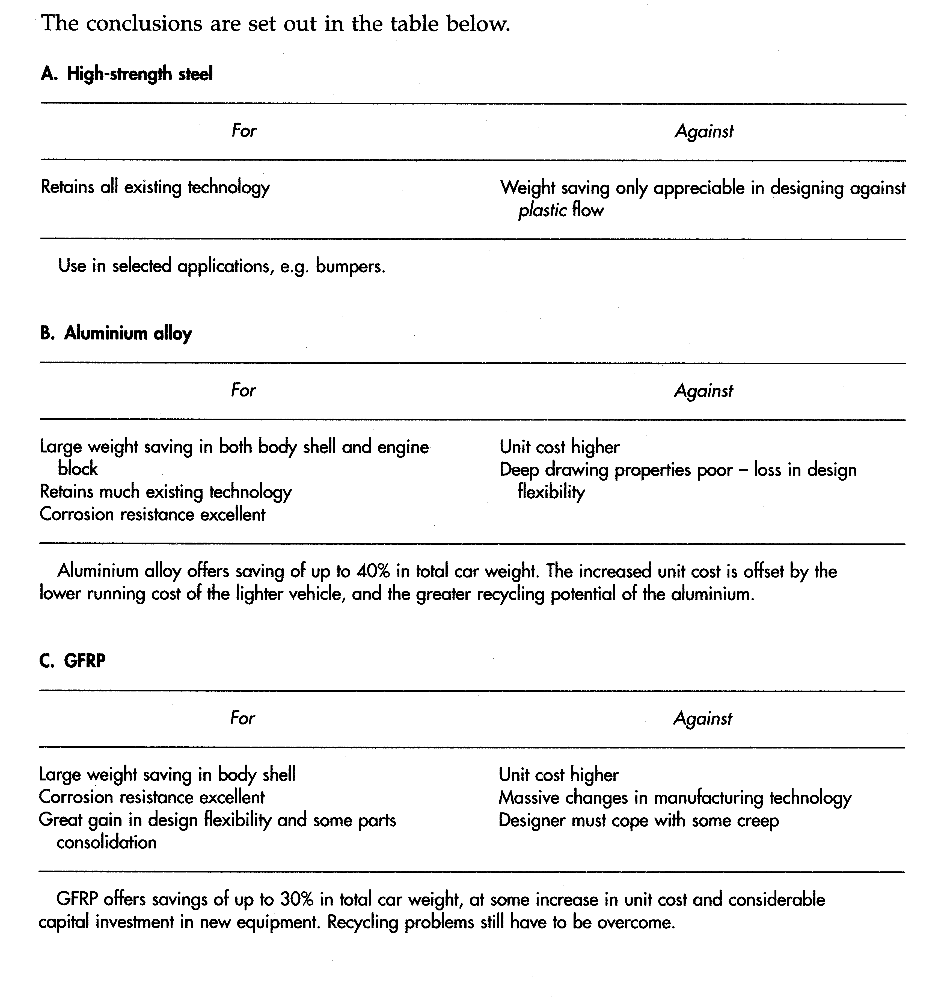 The conclusions are set out in the table below.
A. High-strength steel
For Against
Retains all existing technology Weight saving only appreciable in designing against
plastic flow
Use in selected applications, e.g. bumpers.
B. Aluminium alloy
For Against
Large weight saving in both body shell and engine Unit cost higher
block Deep drawing properties poor – loss in design
Retains much existing technology flexibility
Corrosion resistance excellent
Aluminium alloy offers saving of up to 40% in total car weight. The increased unit cost is offset by the
lower running cost of the lighter vehicle, and the greater recycling potential of the aluminium.
C. GFRP
For Against
Large weight saving in body shell Unit cost higher
Corrosion resistance excellent Massive changes in manufacturing technology
Great gain in design flexibility and some parts Designer must cope with some creep
consolidation
GFRP offers savings of up to 30% in total car weight, at some increase in unit cost and considerable
capital investment in new equipment. Recycling problems still have to be overcome.